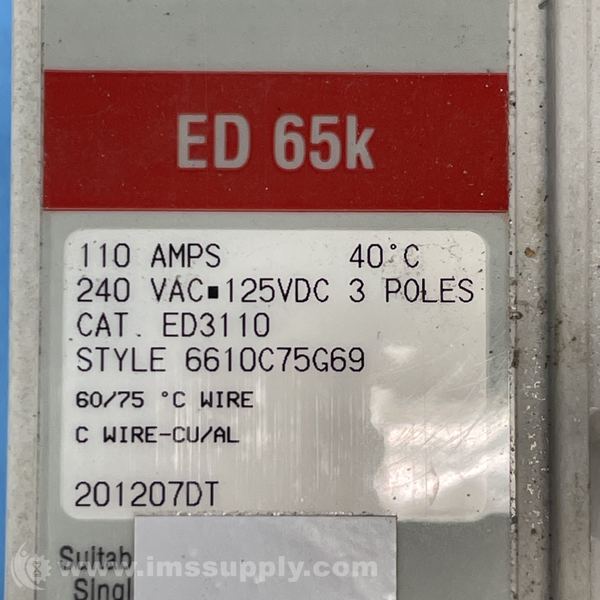 ED 65k
110 AMPS 40°C
240 VAC▪125VDC 3 POLES
CAT. ED3110
STYLE 6610C75G69
60/75 °C WIRE
C WIRE-CU/AL
201207DT
www.imssupply.com